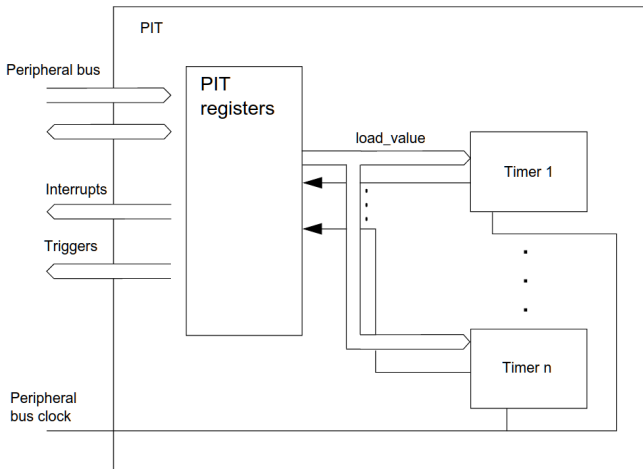 PIT
Peripheral bus
PIT
registers
load_value
Timer 1
Interrupts
Triggers
Timer n
Peripheral
bus clock